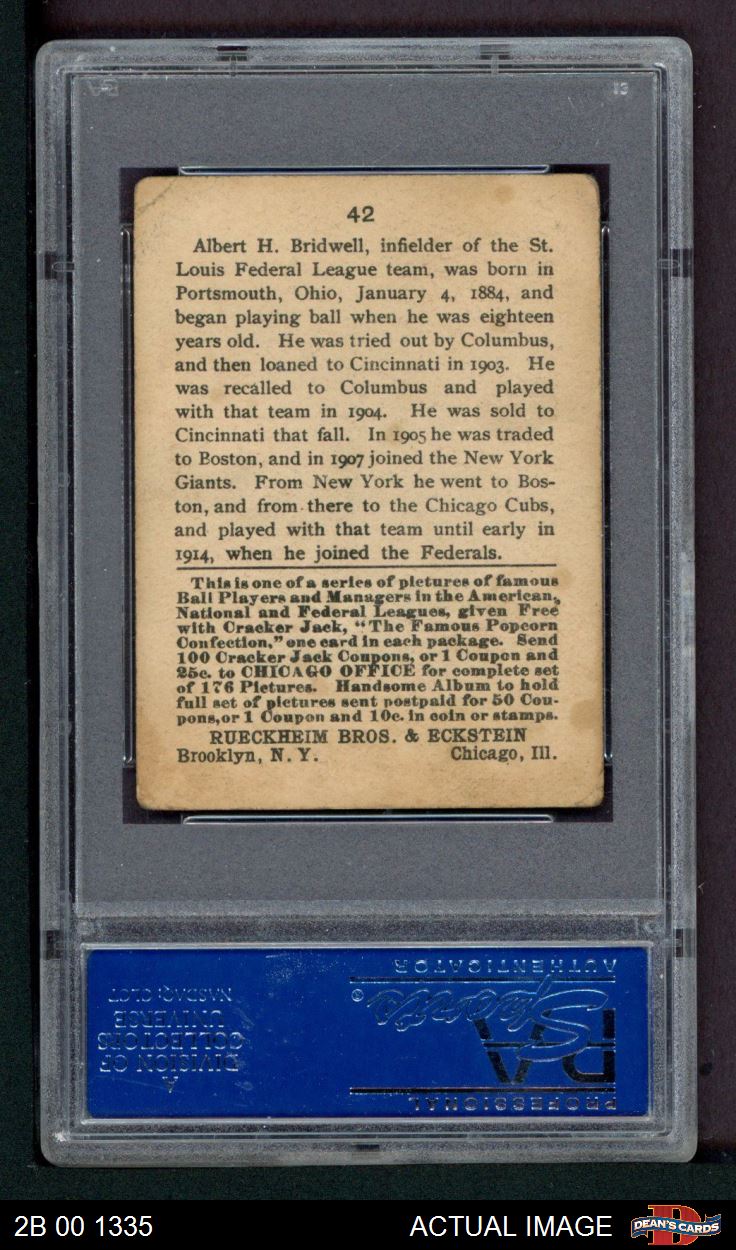 42
Albert H. Bridwell, infielder of the St.
Louis Federal League team, was born in
Portsmouth, Ohio, January 4, 1884, and
began playing ball when he was eighteen
years old. He was tried out by Columbus,
and then loaned to Cincinnati in 1903. He
was recalled to Columbus and played
with that team in 1904. He was sold to
Cincinnati that fall. In 1905 he was traded
to Boston, and in 1907 joined the New York
Giants. From New York he went to Bos-
ton, and from there to the Chicago Cubs,
and played with that team until early in
1914, when he joined the Federals.
This is one of a series of pictures of famous
Ball Players and Managers in the American,
National and Federal Leagues, given Free
with Cracker Jack, "The Famous Popcorn
Confection," one card in each package. Send
100 Cracker Jack Coupons, or 1 Coupon and
25c. to CHICAGO OFFICE for complete set
of 176 Pictures. Handsome Album to hold
full set of pictures sent postpaid for 50 Cou-
pons, or 1 Coupon and 10c. in coin or stamps.
RUECKHEIM BROS. & ECKSTEIN
Brooklyn, N. Y. Chicago, Ill.
PROFESSIONAL
PSA
Sports
®
AUTHENTICATOR
A
DIVISION OF
COLLECTORS
UNIVERSE
NASDAQ: CLCT
2B 00 1335
ACTUAL IMAGE
DEAN'S CARDS